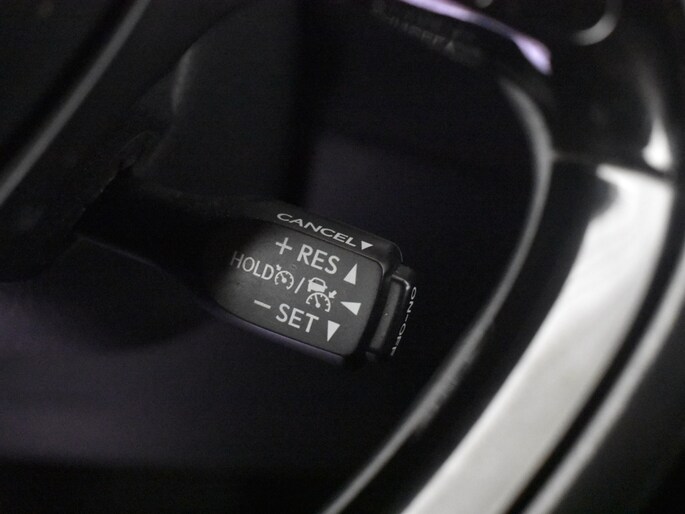 CANCEL▼
+ RES ▲
HOLD /
− SET ▼
ON-OFF